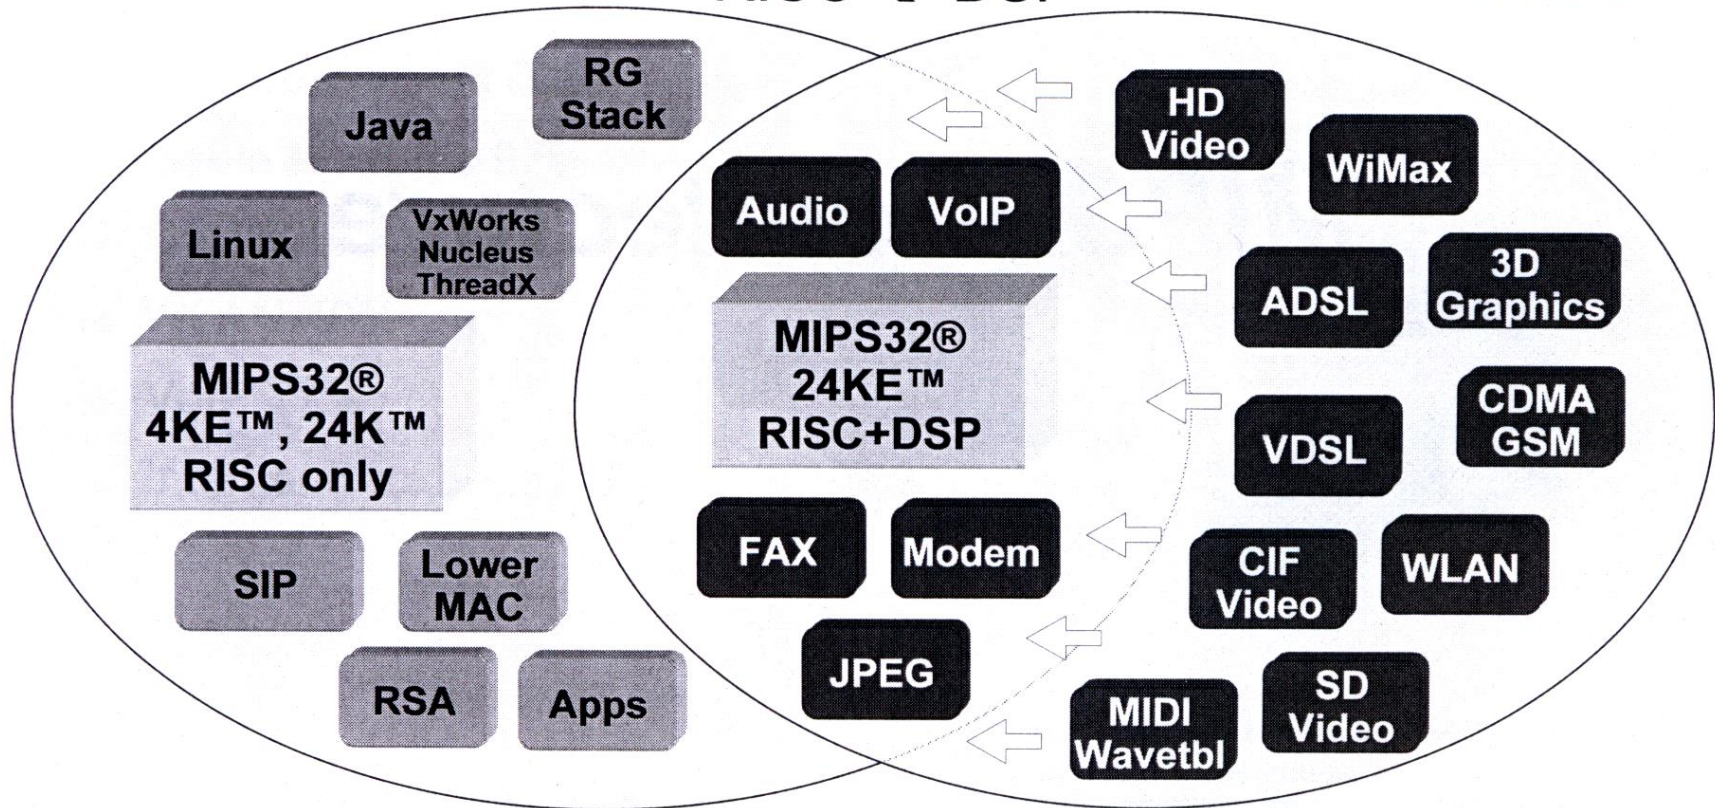 RG
Stack
Java
Linux
VxWorks
Nucleus
ThreadX
MIPS32®
4KE™, 24K™
RISC only
SIP
Lower
MAC
RSA
Apps
Audio
VoIP
MIPS32®
24KE™
RISC+DSP
FAX
Modem
JPEG
HD
Video
WiMax
ADSL
3D
Graphics
VDSL
CDMA
GSM
CIF
Video
WLAN
MIDI
Wavetbl
SD
Video